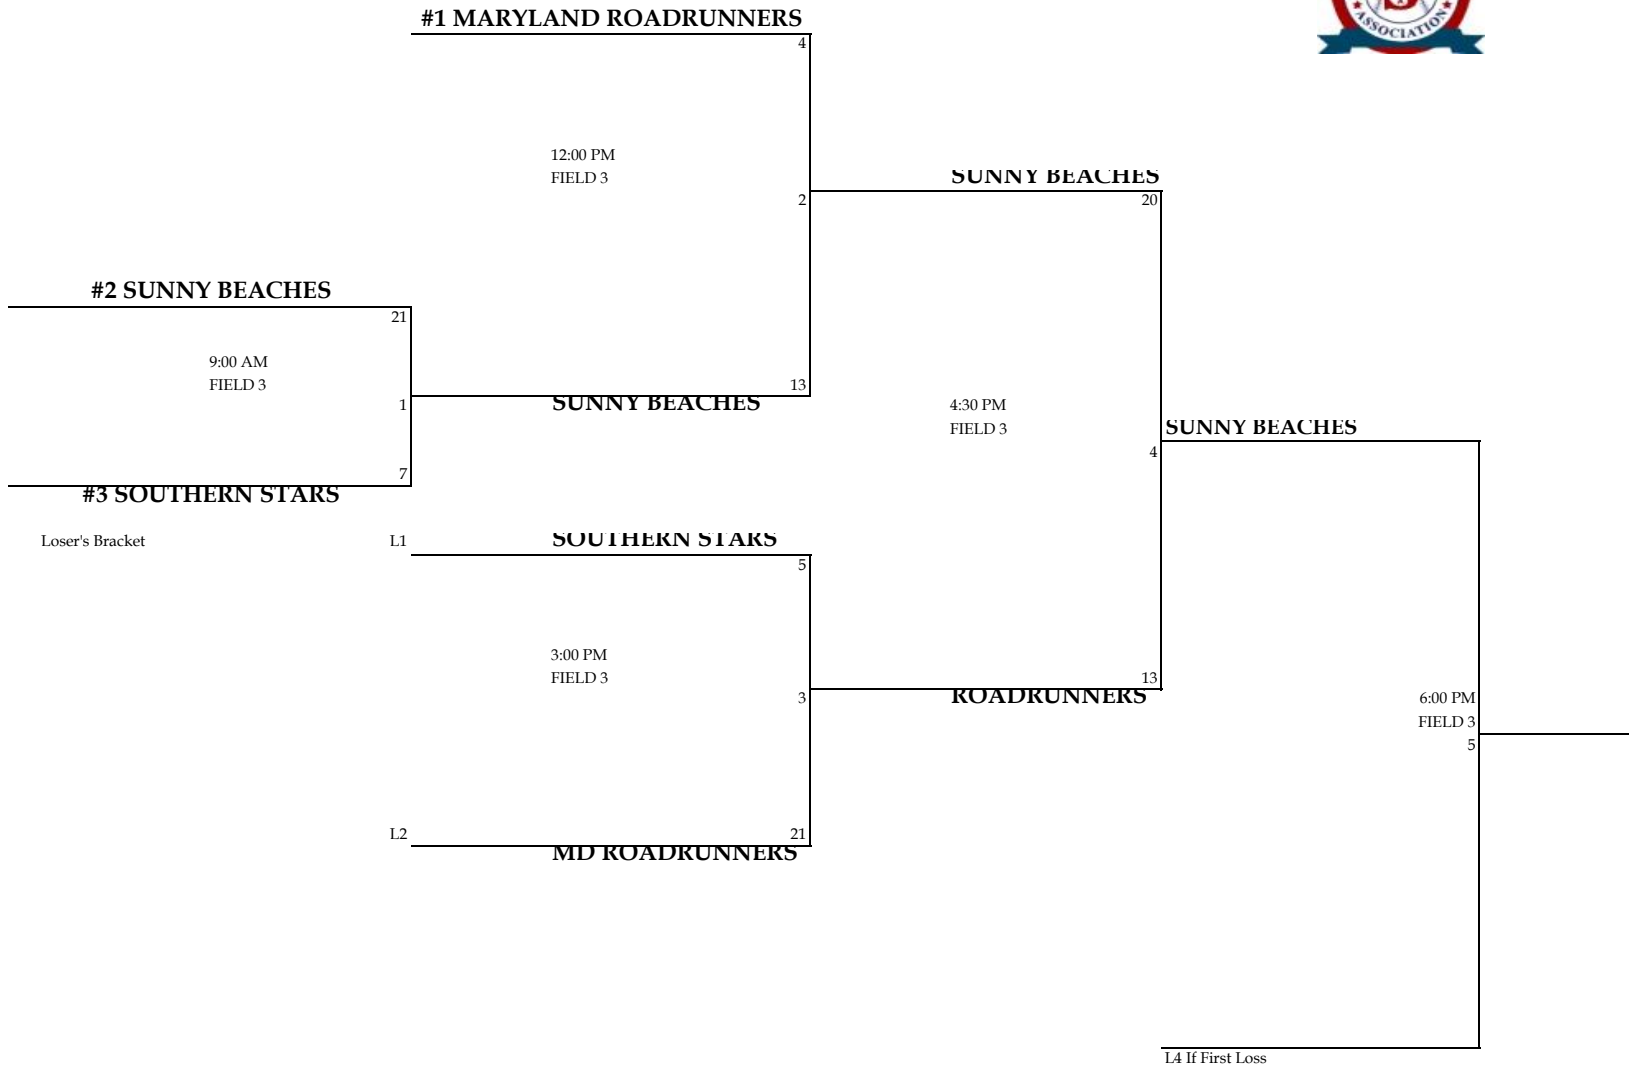 #1 MARYLAND ROADRUNNERS
4
ASSOCIATION
12:00 PM
FIELD 3
SUNNY BEACHES
2
20
#2 SUNNY BEACHES
21
9:00 AM
FIELD 3
13
1
SUNNY BEACHES
4:30 PM
FIELD 3
SUNNY BEACHES
4
7
#3 SOUTHERN STARS
Loser's Bracket
L1
SOUTHERN STARS
5
3:00 PM
FIELD 3
13
3
ROADRUNNERS
6:00 PM
FIELD 3
5
L2
21
MD ROADRUNNERS
L4 If First Loss